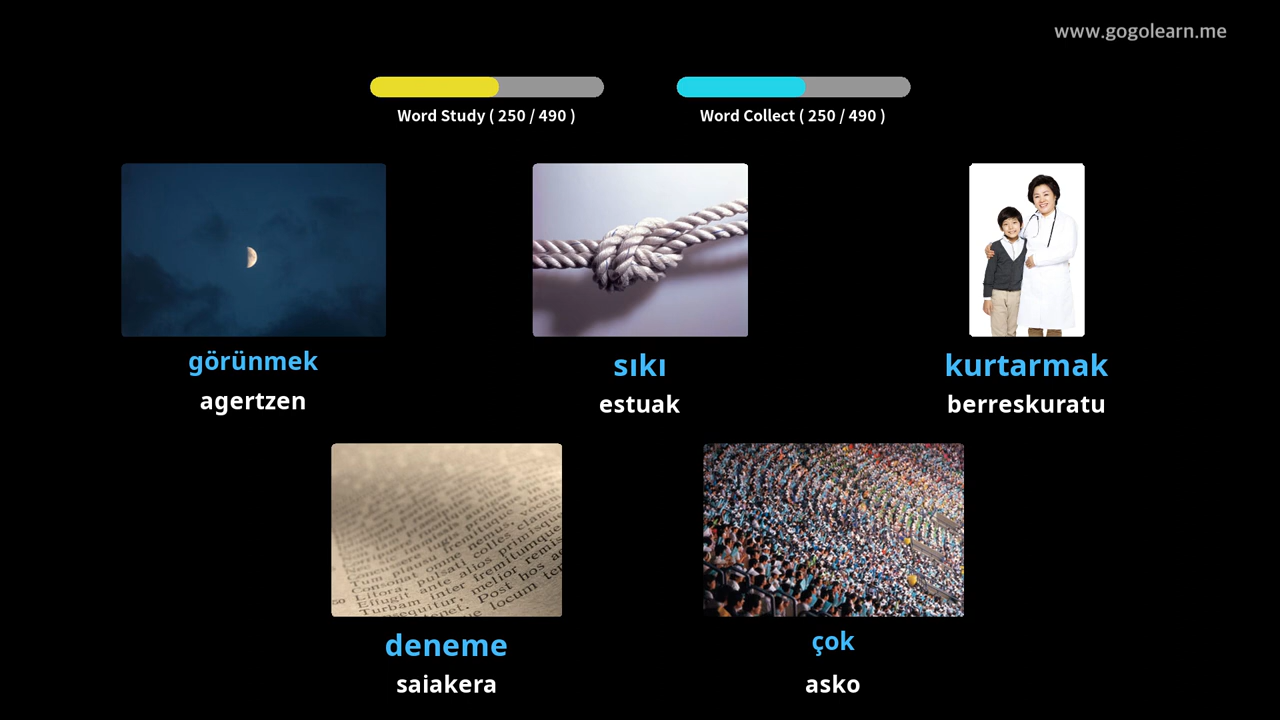 www.gogolearn.me
Word Study ( 250 / 490 )
Word Collect ( 250 / 490 )
görünmek
agertzen
sıkı
estuak
kurtarmak
berreskuratu
deneme
saiakera
çok
asko